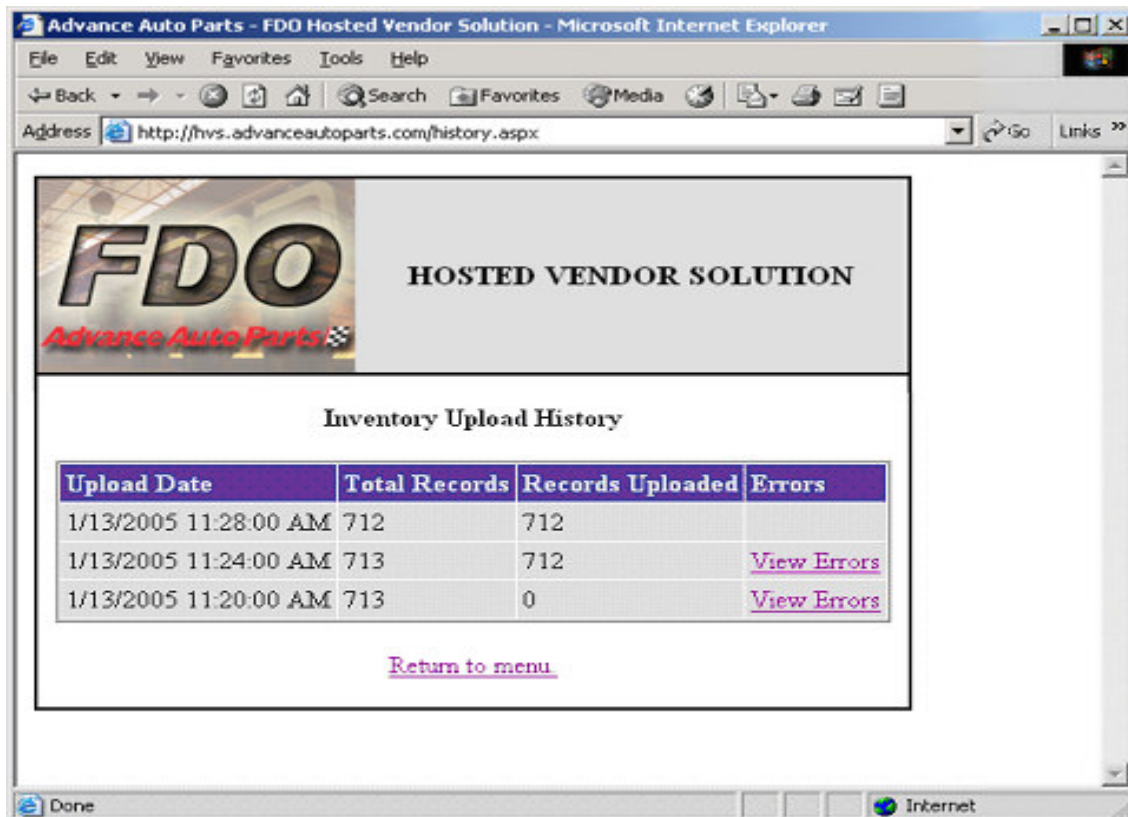 Advance Auto Parts - FDO Hosted Vendor Solution - Microsoft Internet Explorer
File Edit View Favorites Tools Help
Back Search Favorites Media
Address http://hvs.advanceautoparts.com/history.aspx Go Links »
FDO
Advance Auto Parts
HOSTED VENDOR SOLUTION
Inventory Upload History
Upload Date Total Records Records Uploaded Errors
1/13/2005 11:28:00 AM 712 712
1/13/2005 11:24:00 AM 713 712 View Errors
1/13/2005 11:20:00 AM 713 0 View Errors
Return to menu
Done Internet